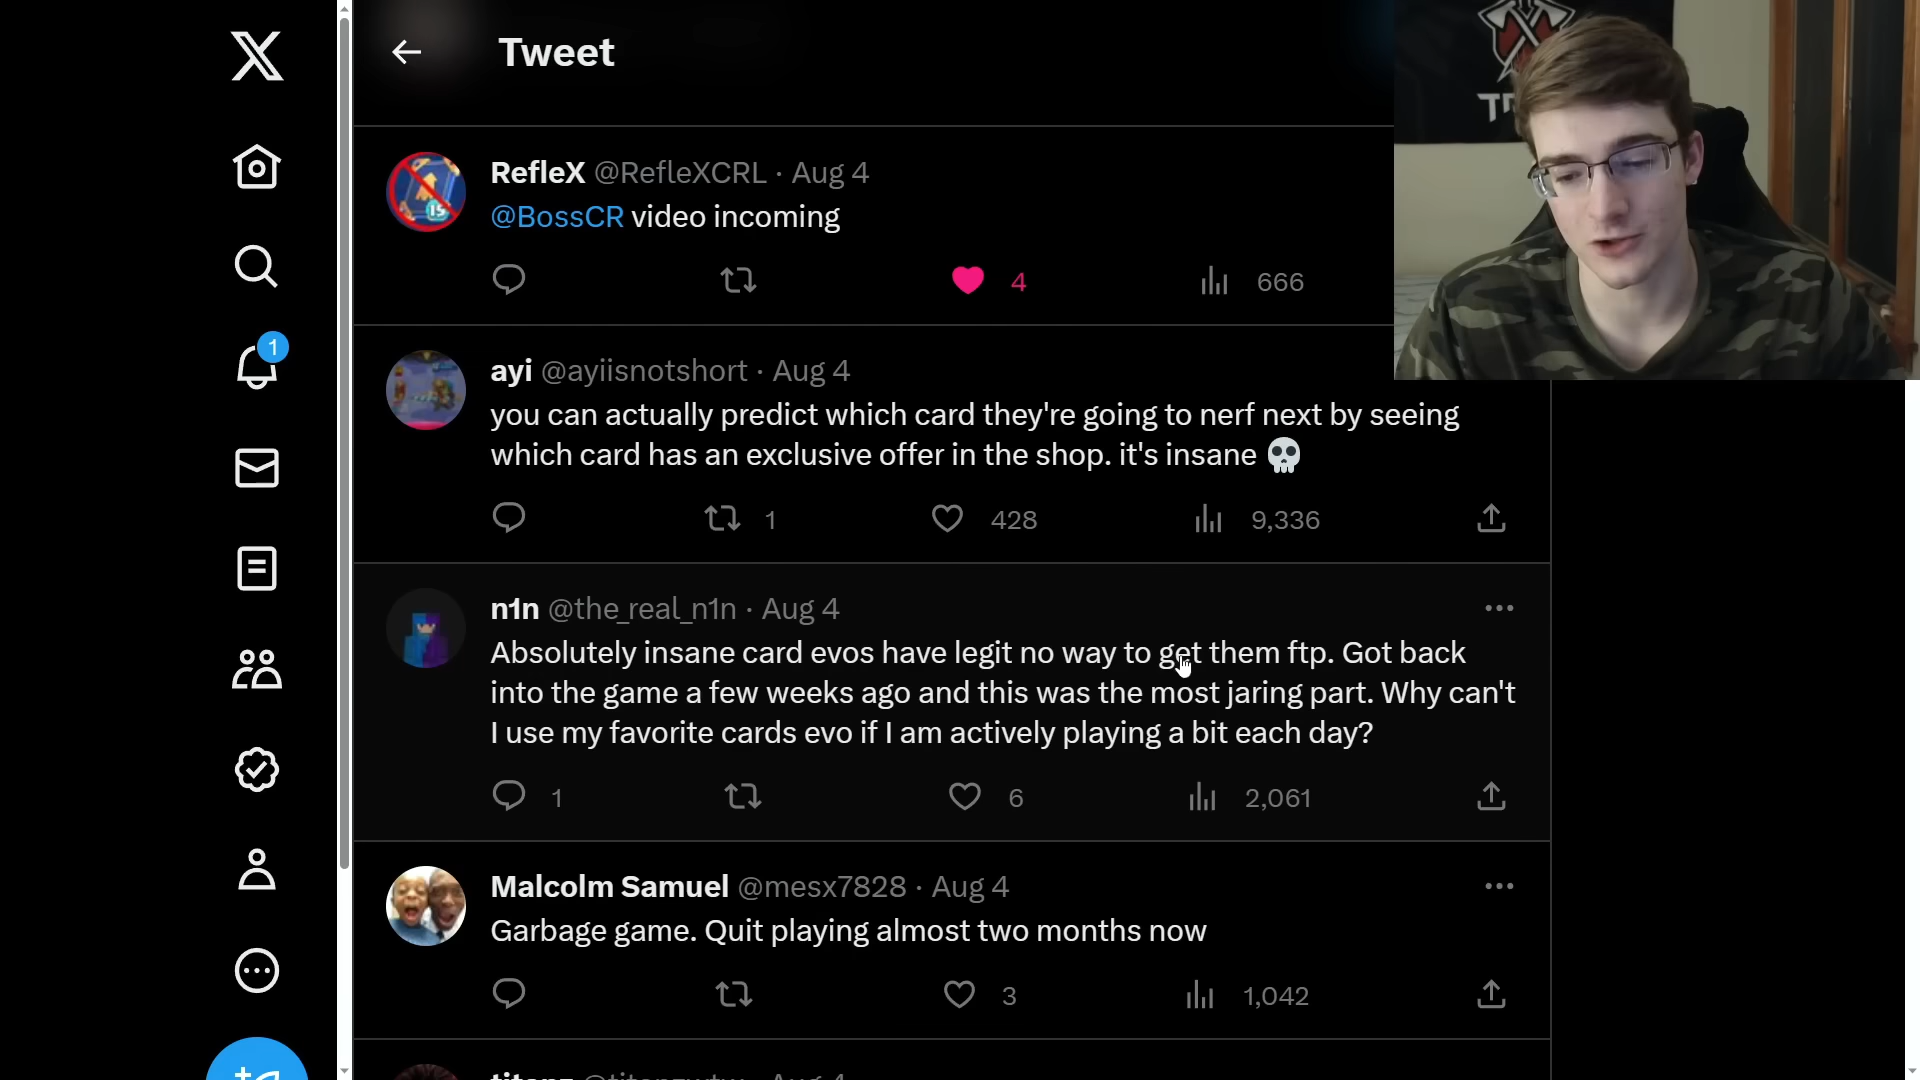 Tweet
RefleX @RefleXCRL · Aug 4
@BossCR video incoming
4
666
1
ayi @ayiisnotshort · Aug 4
you can actually predict which card they're going to nerf next by seeing
which card has an exclusive offer in the shop. it's insane 💀
1
428
9,336
n1n @the_real_n1n · Aug 4
Absolutely insane card evos have legit no way to get them ftp. Got back
into the game a few weeks ago and this was the most jaring part. Why can't
I use my favorite cards evo if I am actively playing a bit each day?
1
6
2,061
Malcolm Samuel @mesx7828 · Aug 4
Garbage game. Quit playing almost two months now
3
1,042